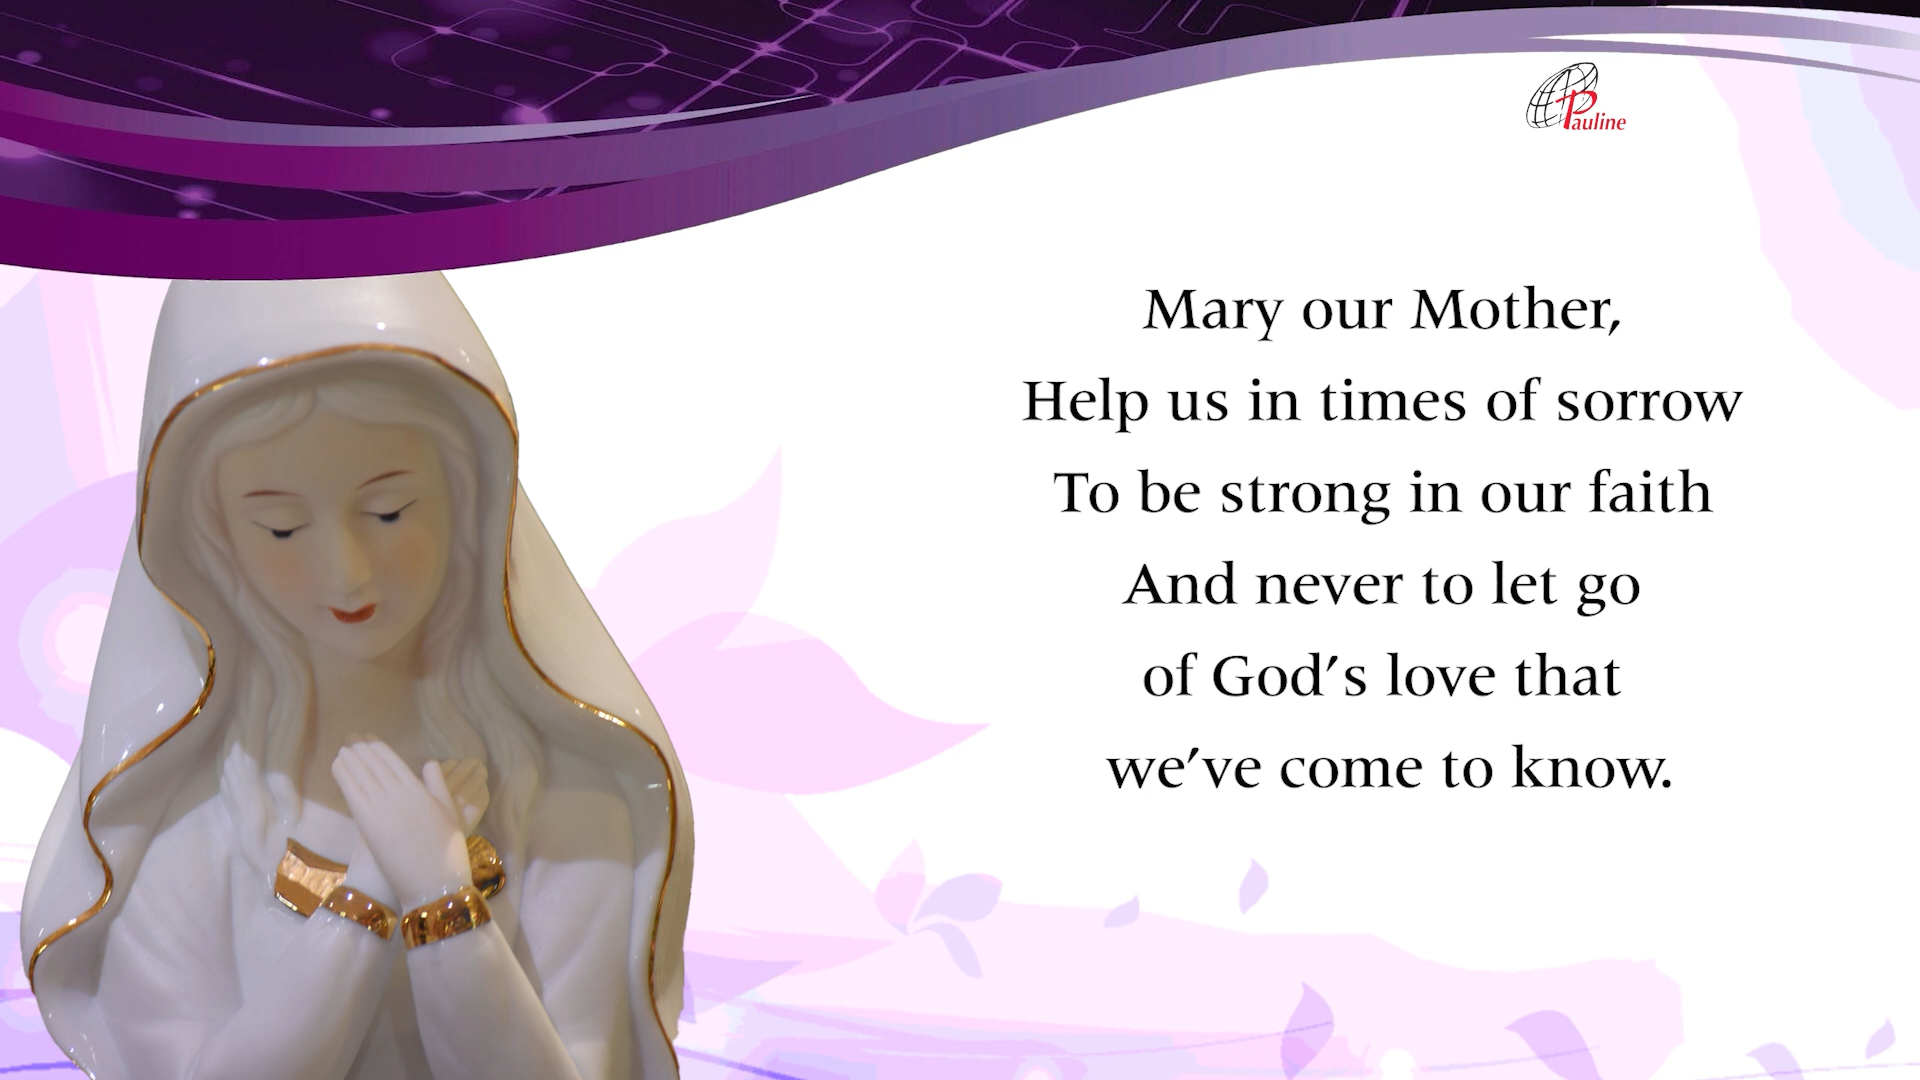 Pauline
Mary our Mother,
Help us in times of sorrow
To be strong in our faith
And never to let go
of God’s love that
we’ve come to know.